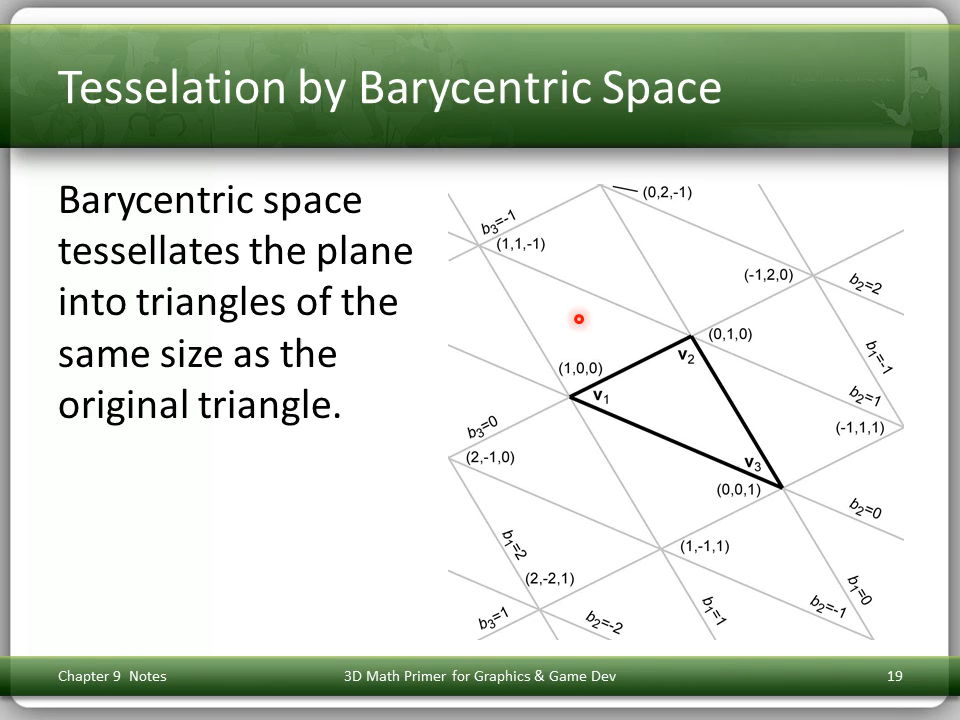 Tesselation by Barycentric Space
Barycentric space
tessellates the plane
into triangles of the
same size as the
original triangle.
(0,2,-1)
b3=-1
(1,1,-1)
(-1,2,0)
b2=2
(0,1,0)
v2
b1=-1
(1,0,0)
v1
b2=1
b3=0
(-1,1,1)
(2,-1,0)
v3
(0,0,1)
b2=0
b1=2
(1,-1,1)
(2,-2,1)
b1=0
b3=1
b2=-2
b1=1
b2=-1
Chapter 9 Notes
3D Math Primer for Graphics & Game Dev
19